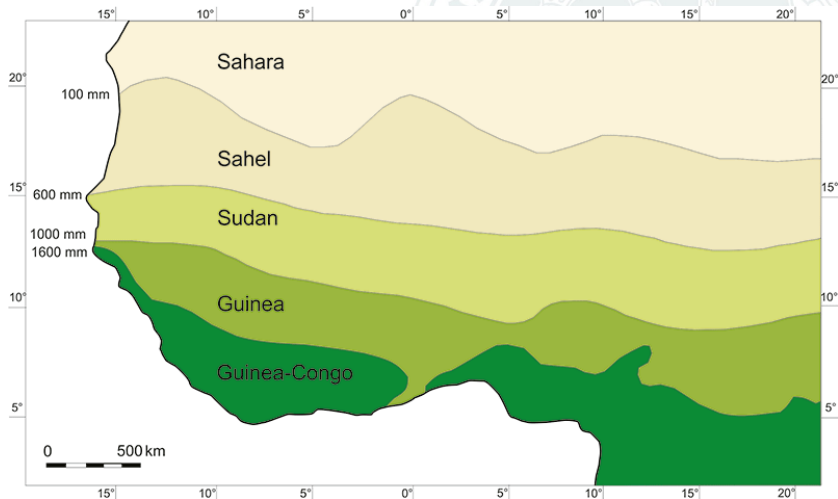 15° 10° 5° 0° 5° 10° 15° 20°
Sahara
20° 20°
100 mm
Sahel
15° 15°
600 mm
Sudan
1000 mm
1600 mm
10° 10°
Guinea
Guinea-Congo
5° 5°
0 500 km
15° 10° 5° 0° 5° 10° 15° 20°